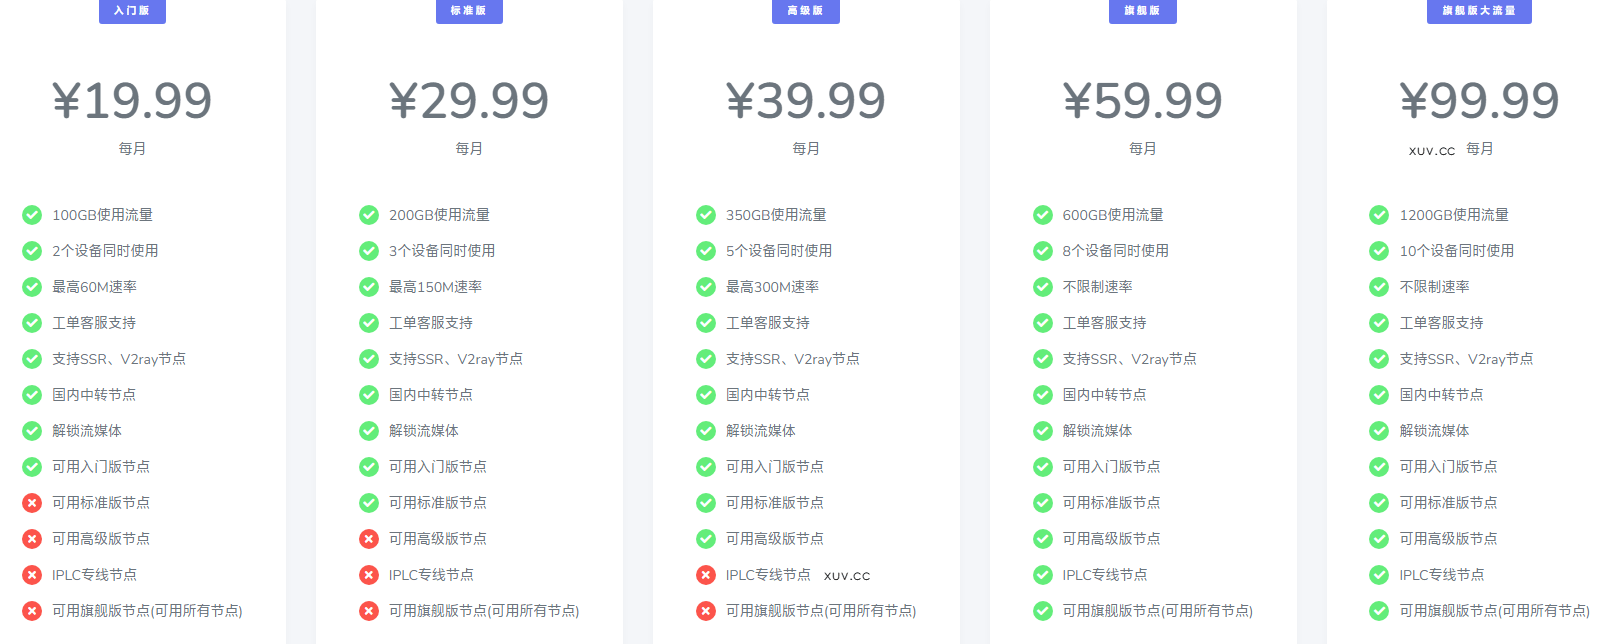 入门版
¥19.99
每月
100GB使用流量
2个设备同时使用
最高60M速率
工单客服支持
支持SSR、V2ray节点
国内中转节点
解锁流媒体
可用入门版节点
可用标准版节点
可用高级版节点
IPLC专线节点
可用旗舰版节点(可用所有节点)
标准版
¥29.99
每月
200GB使用流量
3个设备同时使用
最高150M速率
工单客服支持
支持SSR、V2ray节点
国内中转节点
解锁流媒体
可用入门版节点
可用标准版节点
可用高级版节点
IPLC专线节点
可用旗舰版节点(可用所有节点)
高级版
¥39.99
每月
350GB使用流量
5个设备同时使用
最高300M速率
工单客服支持
支持SSR、V2ray节点
国内中转节点
解锁流媒体
可用入门版节点
可用标准版节点
可用高级版节点
IPLC专线节点 XUV.CC
可用旗舰版节点(可用所有节点)
旗舰版
¥59.99
每月
600GB使用流量
8个设备同时使用
不限制速率
工单客服支持
支持SSR、V2ray节点
国内中转节点
解锁流媒体
可用入门版节点
可用标准版节点
可用高级版节点
IPLC专线节点
可用旗舰版节点(可用所有节点)
旗舰版大流量
¥99.99
XUV.CC 每月
1200GB使用流量
10个设备同时使用
不限制速率
工单客服支持
支持SSR、V2ray节点
国内中转节点
解锁流媒体
可用入门版节点
可用标准版节点
可用高级版节点
IPLC专线节点
可用旗舰版节点(可用所有节点)